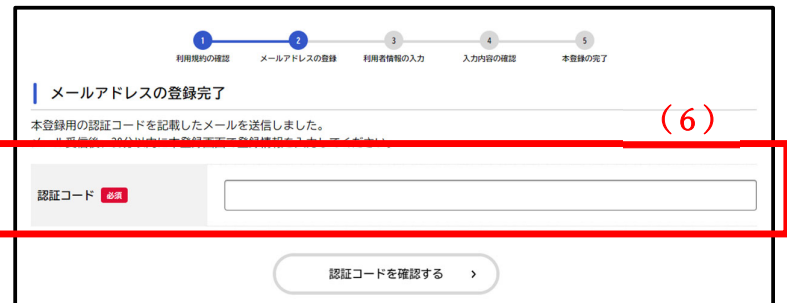 1 2 3 4 5
利用規約の確認 メールアドレスの登録 利用者情報の入力 入力内容の確認 本登録の完了
メールアドレスの登録完了
本登録用の認証コードを記載したメールを送信しました。
(6)
認証コード 必須
認証コードを確認する >